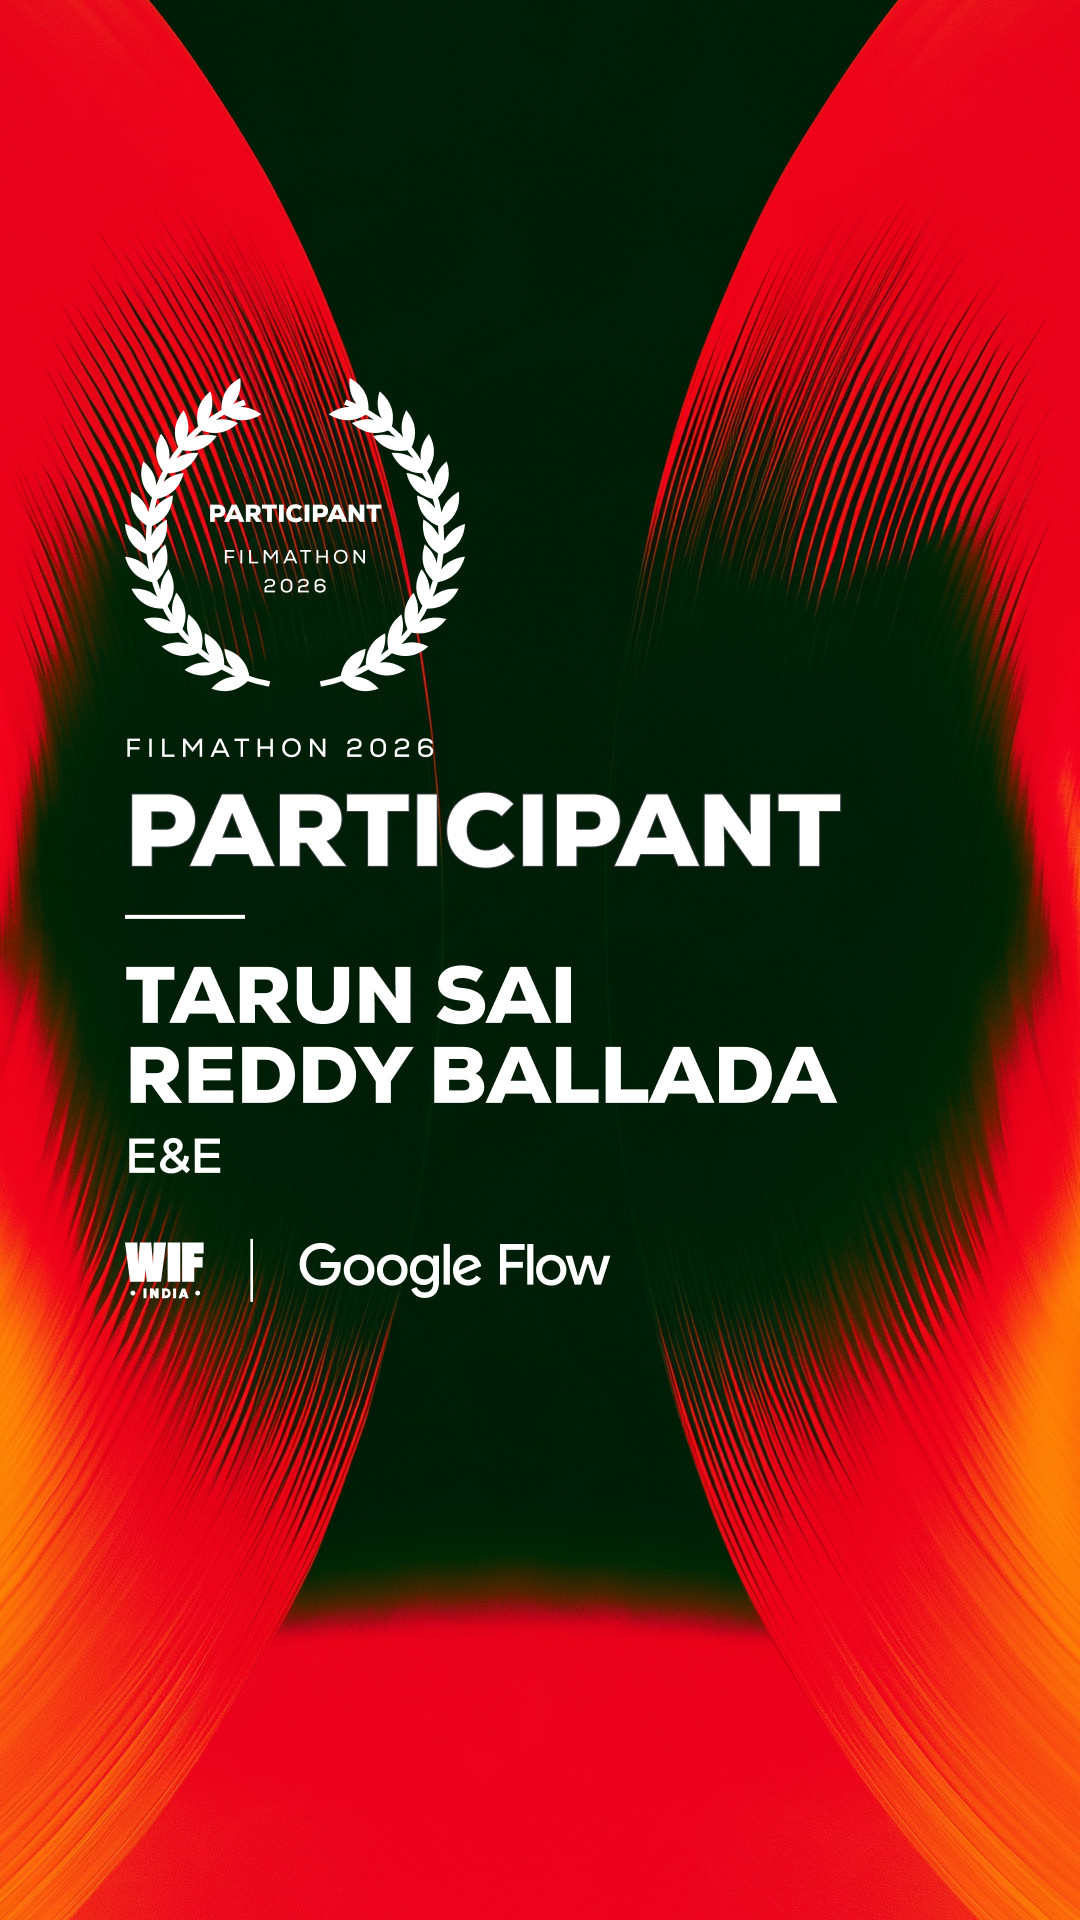 PARTICIPANT
FILMATHON
2026
FILMATHON 2026
PARTICIPANT
TARUN SAI
REDDY BALLADA
E&E
WIF
• INDIA •
Google Flow